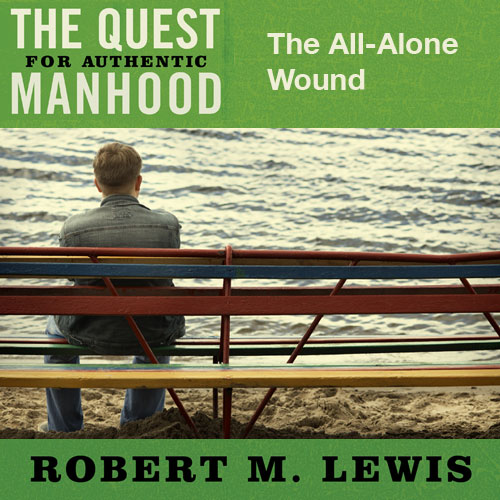 THE QUEST
FOR AUTHENTIC
MANHOOD
The All-Alone
Wound
ROBERT M. LEWIS